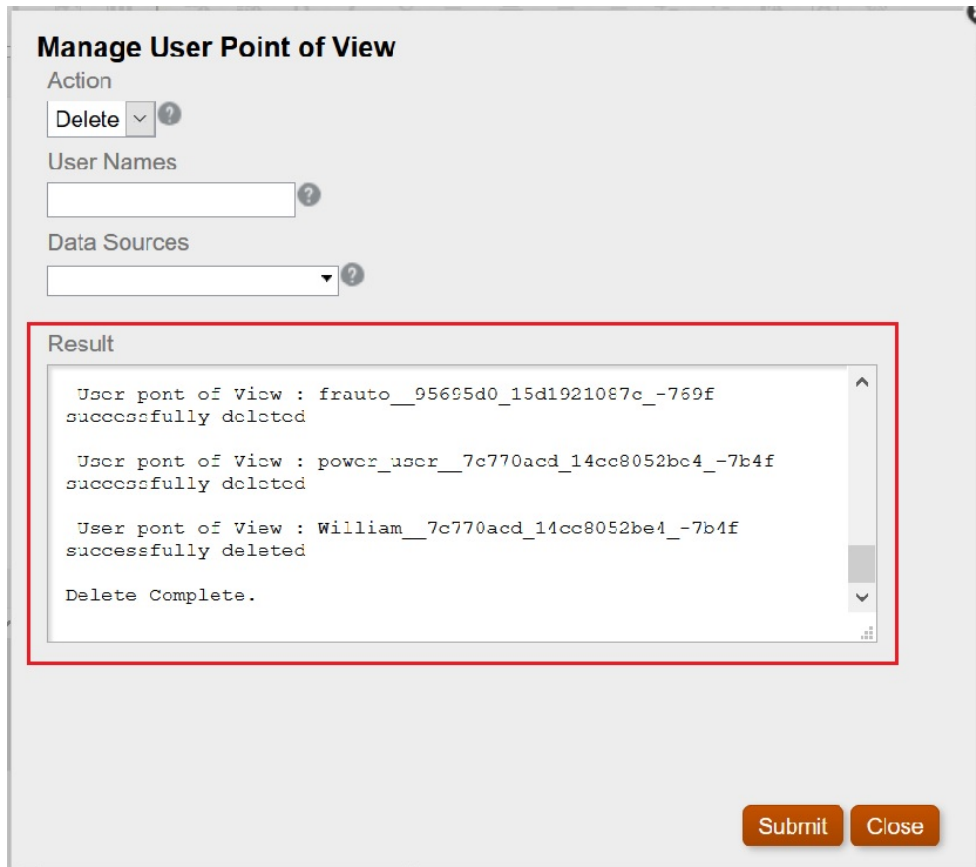 Manage User Point of View
Action
Delete
User Names
Data Sources
Result
User pont of View : frauto__95695d0_15d1921087c_-769f
successfully deleted
User pont of View : power_user__7c770acd_14cc8052be4_-7b4f
successfully deleted
User pont of View : William__7c770acd_14cc8052be4_-7b4f
successfully deleted
Delete Complete.
Submit
Close